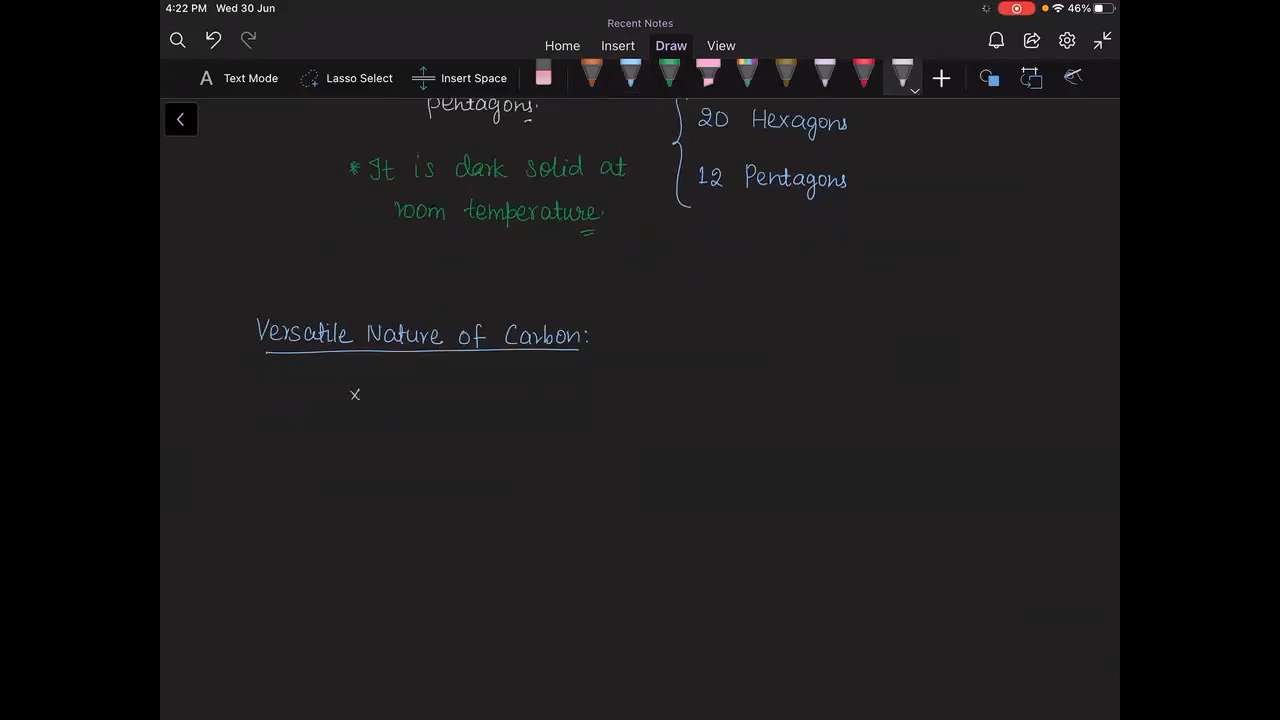 4:22 PM Wed 30 Jun
46%
Recent Notes
Home Insert Draw View
A Text Mode Lasso Select Insert Space
pentagons.
20 Hexagons
12 Pentagons
* It is dark solid at
room temperature.
Versatile Nature of Carbon:
x